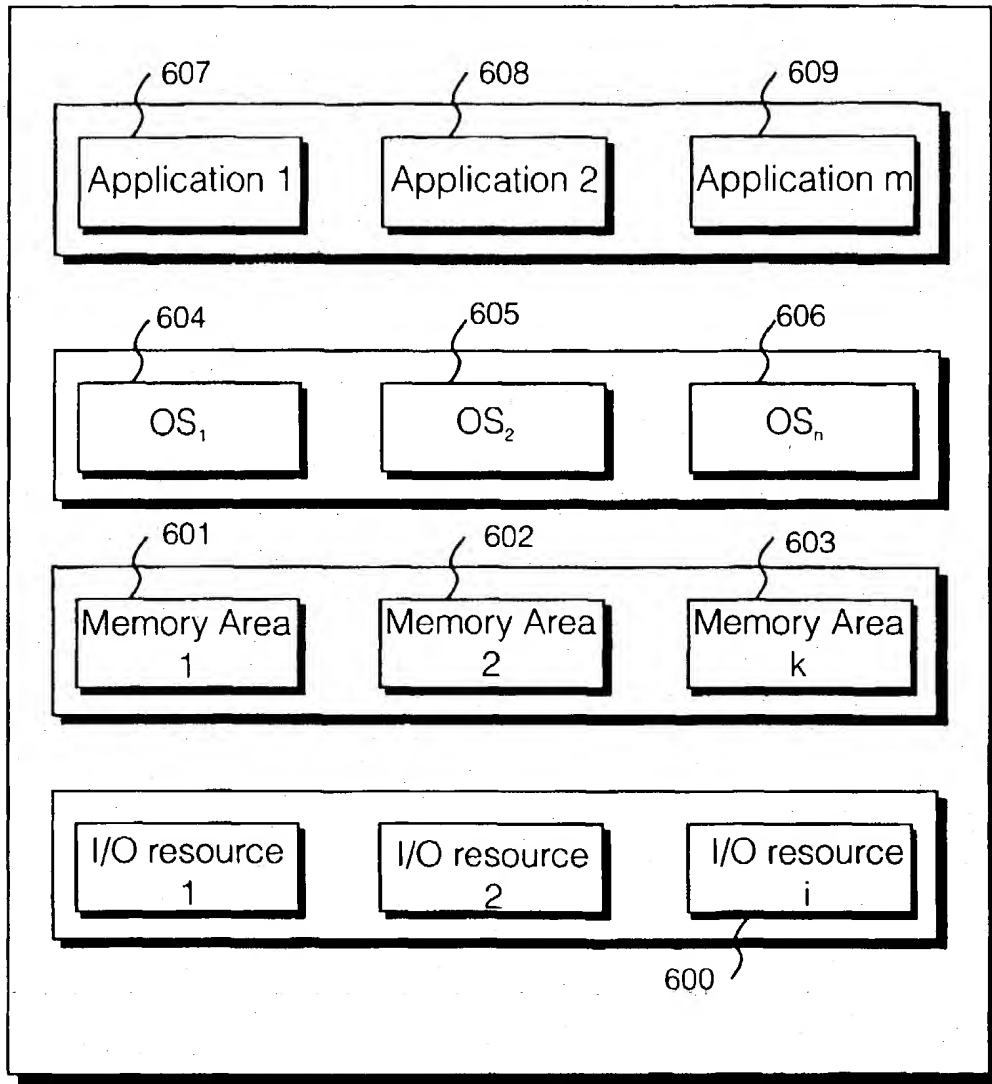 607 608 609
Application 1 Application 2 Application m
604 605 606
OS₁ OS₂ OSₙ
601 602 603
Memory Area Memory Area Memory Area
1 2 k
I/O resource I/O resource I/O resource
1 2 i
600